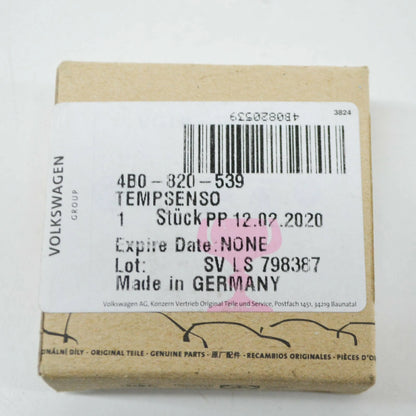 3824
4B0820539
VOLKSWAGEN
GROUP
4B0-820-539
TEMPSENSO
1 Stück PP 12.02.2020
Expire Date: NONE
Lot: SV LS 798387
Made in GERMANY
Volkswagen AG, Konzern Vertrieb Original Teile und Service, Postfach 1451, 34219 Baunatal
ORIGINAL TEILE · GENUINE PARTS · 原厂配件 · RECAMBIOS ORIGINALES · PIÈCES